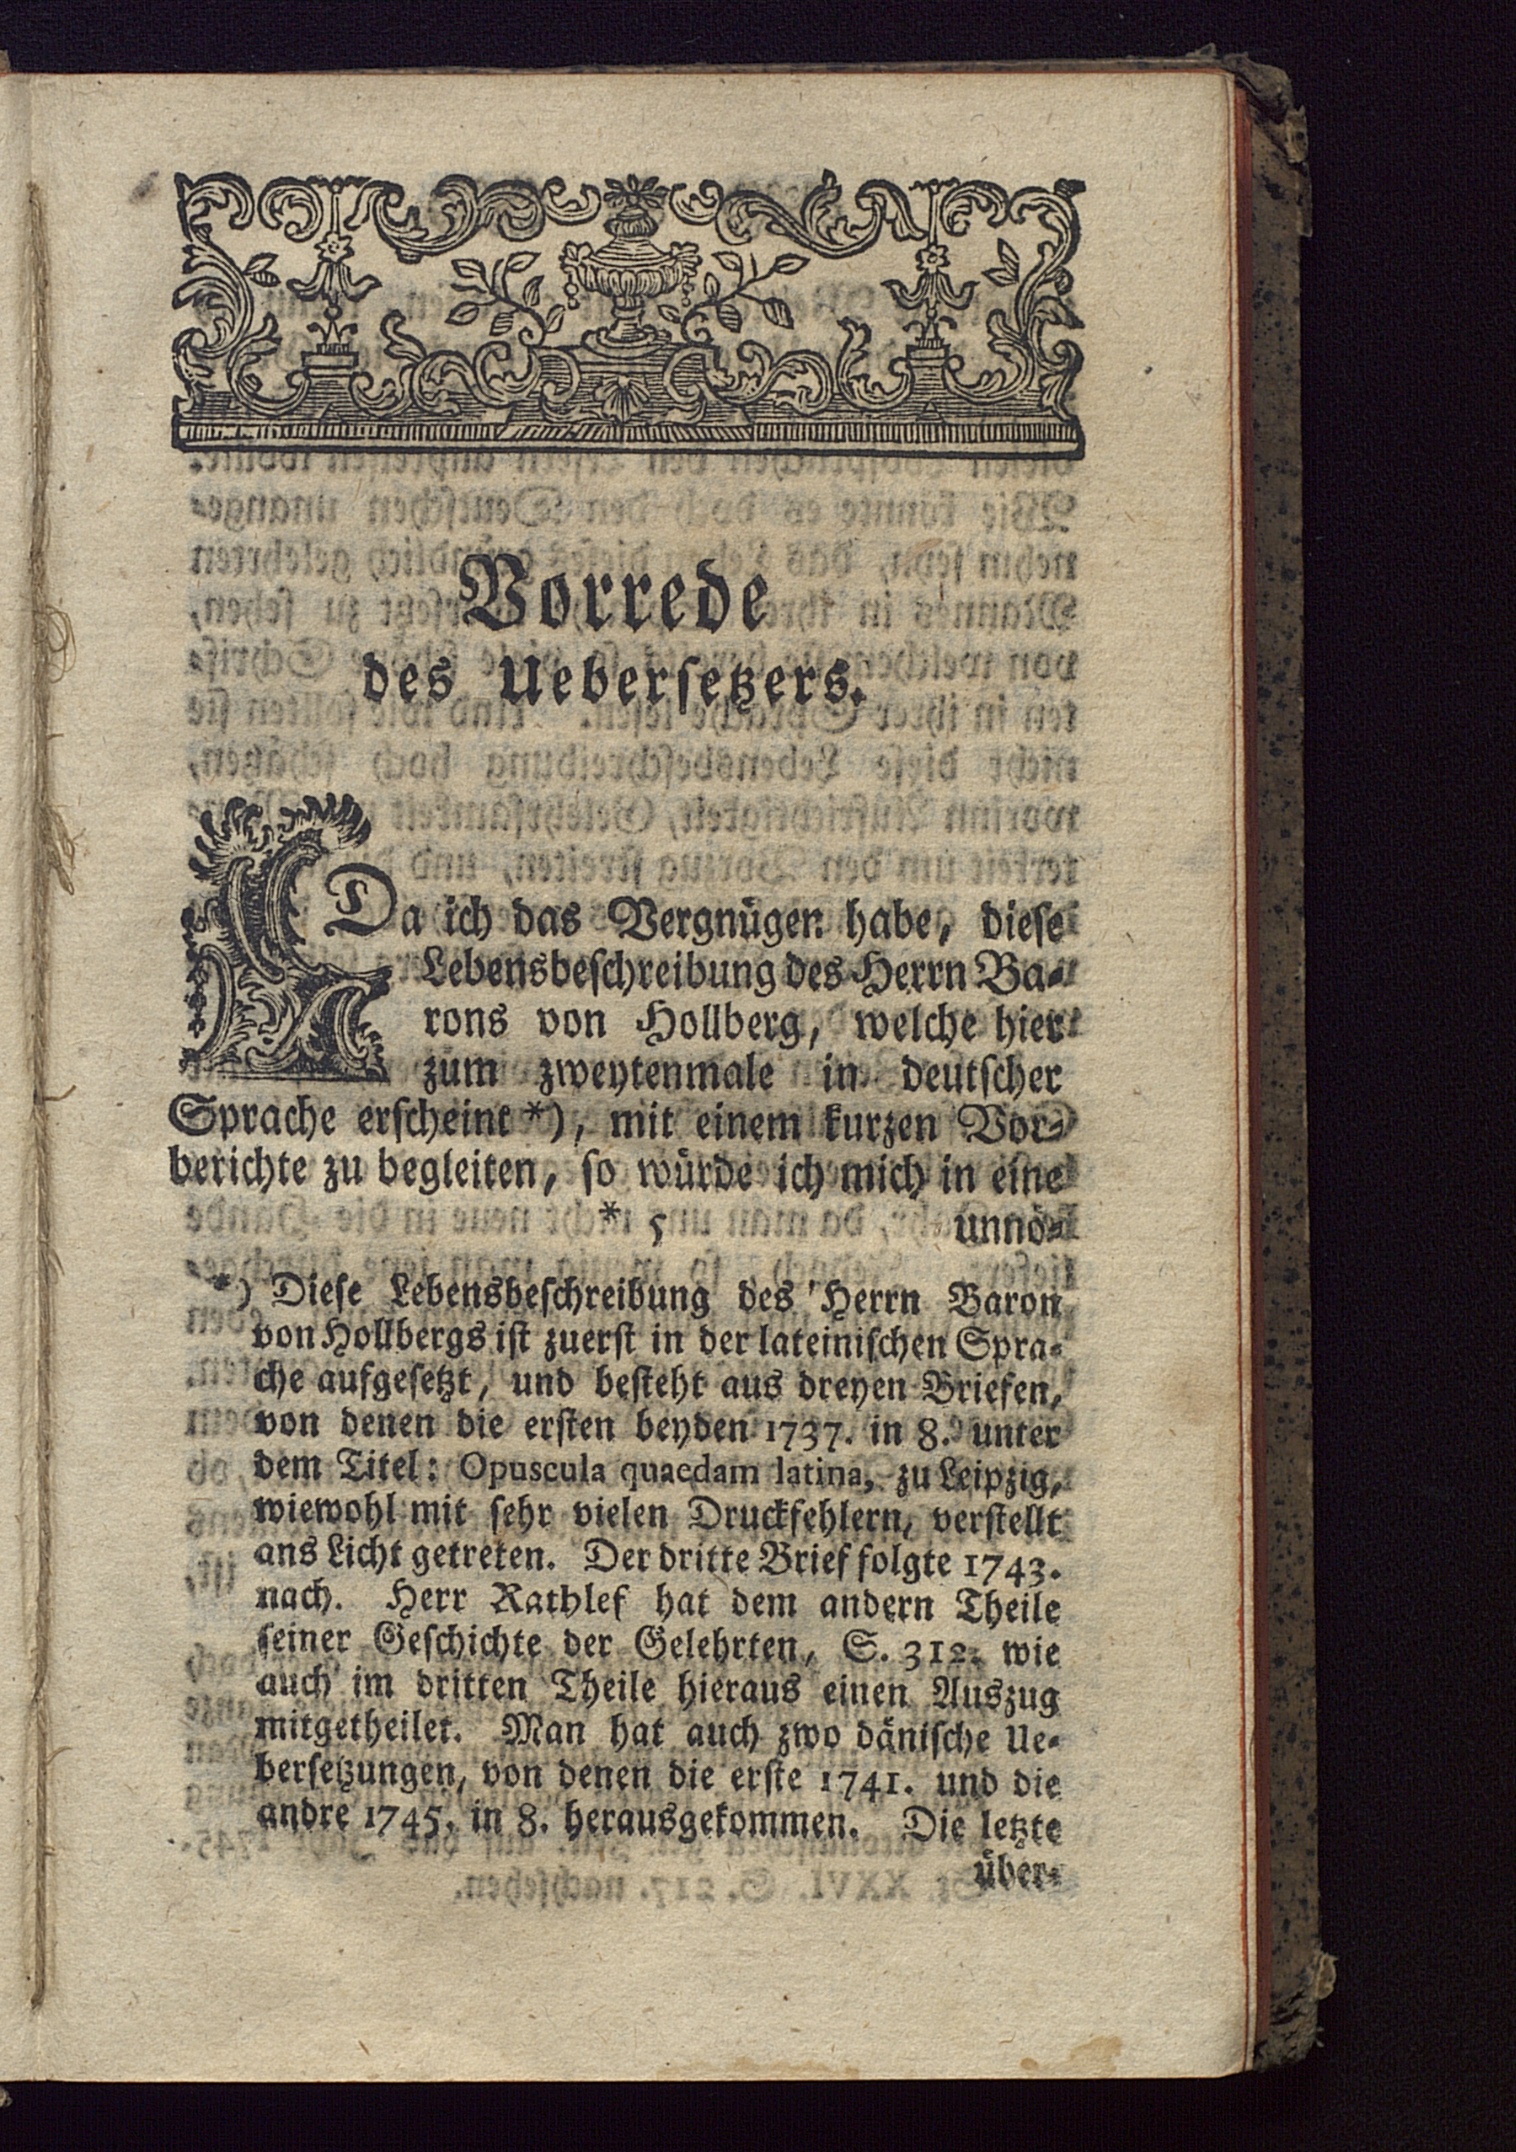 Vorrede
des Uebersetzers.
Da ich das Vergnügen habe, diese
Lebensbeschreibung des Herrn Ba-
rons von Hollberg, welche hier
zum zweytenmale in deutscher
Sprache erscheint *), mit einem kurzen Vor-
berichte zu begleiten, so würde ich mich in eine
* 5 unnö-
*) Diese Lebensbeschreibung des Herrn Baron
von Hollbergs ist zuerst in der lateinischen Spra-
che aufgesetzt, und besteht aus dreyen Briefen,
von denen die ersten beyden 1737. in 8. unter
dem Titel: Opuscula quaedam latina, zu Leipzig,
wiewohl mit sehr vielen Druckfehlern, verstellt
ans Licht getreten. Der dritte Brief folgte 1743.
nach. Herr Rathlef hat dem andern Theile
seiner Geschichte der Gelehrten, S. 312. wie
auch im dritten Theile hieraus einen Auszug
mitgetheilet. Man hat auch zwo dänische Ue-
bersetzungen, von denen die erste 1741. und die
andre 1745. in 8. herausgekommen. Die letzte
über-